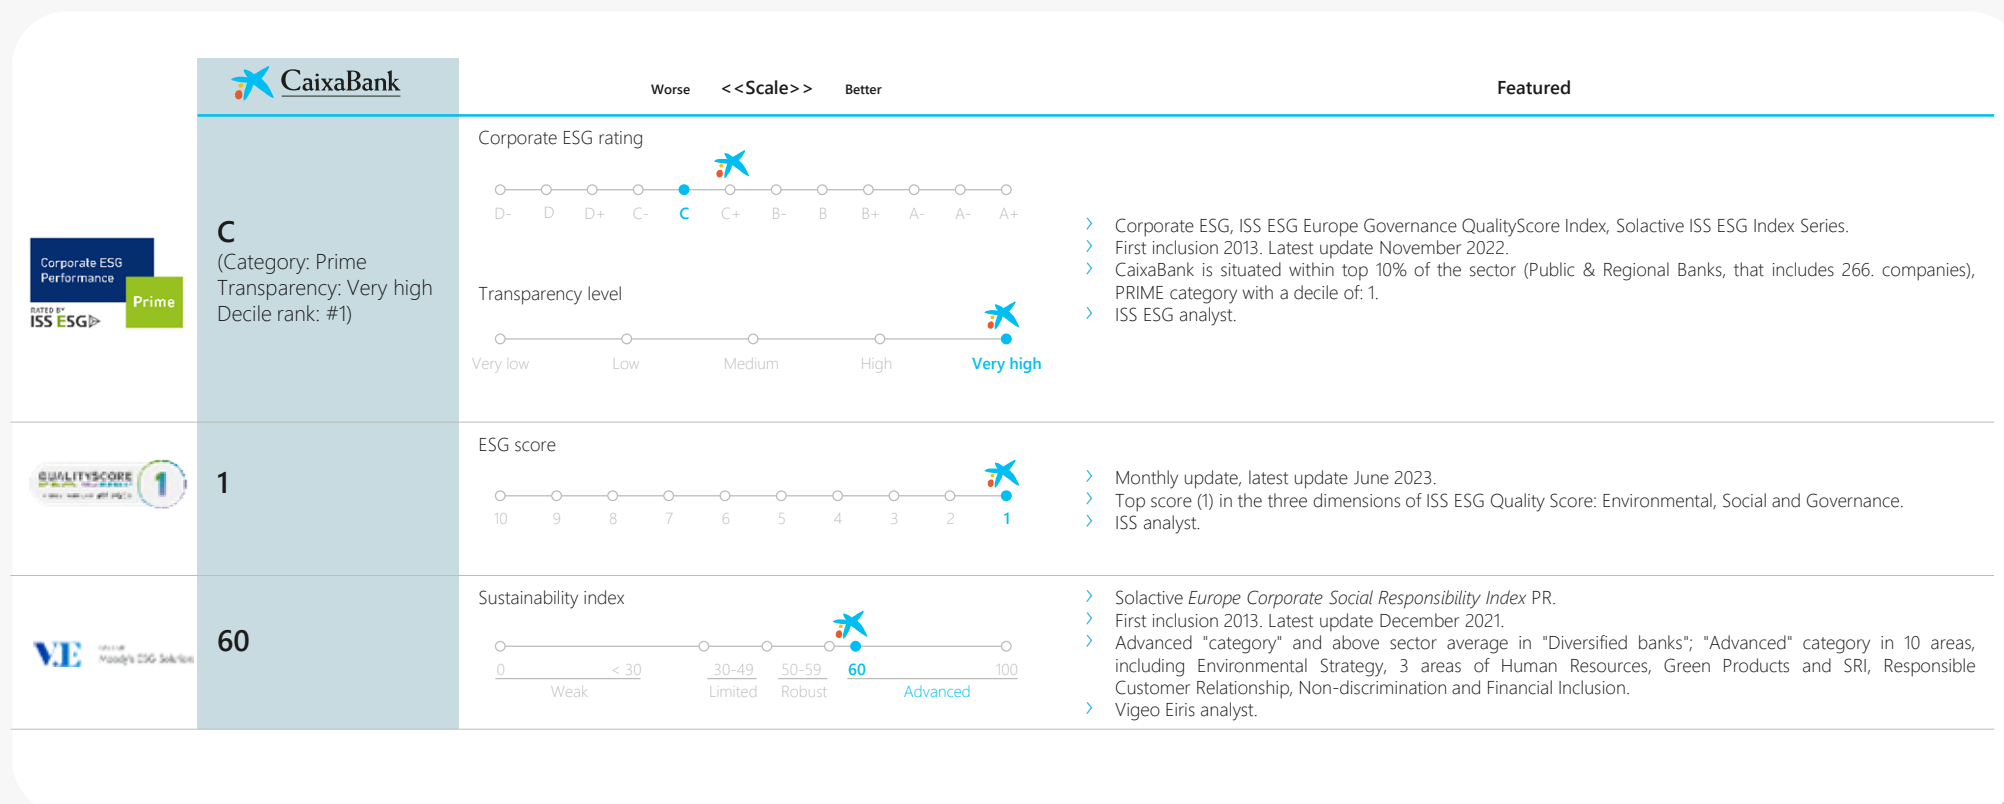 CaixaBank
Worse <<Scale>> Better
Featured
Corporate ESG
Performance
Prime
RATED BY
ISS ESG
C
(Category: Prime
Transparency: Very high
Decile rank: #1)
Corporate ESG rating
D- D D+ C- C C+ B- B B+ A- A- A+
Transparency level
Very low Low Medium High Very high
Corporate ESG, ISS ESG Europe Governance QualityScore Index, Solactive ISS ESG Index Series.
First inclusion 2013. Latest update November 2022.
CaixaBank is situated within top 10% of the sector (Public & Regional Banks, that includes 266. companies),
PRIME category with a decile of: 1.
ISS ESG analyst.
QUALITYSCORE 1
1
ESG score
10 9 8 7 6 5 4 3 2 1
Monthly update, latest update June 2023.
Top score (1) in the three dimensions of ISS ESG Quality Score: Environmental, Social and Governance.
ISS analyst.
V.E
Moody's ESG Solution
60
Sustainability index
0 < 30 30-49 50-59 60 100
Weak Limited Robust Advanced
Solactive Europe Corporate Social Responsibility Index PR.
First inclusion 2013. Latest update December 2021.
Advanced "category" and above sector average in "Diversified banks"; "Advanced" category in 10 areas,
including Environmental Strategy, 3 areas of Human Resources, Green Products and SRI, Responsible
Customer Relationship, Non-discrimination and Financial Inclusion.
Vigeo Eiris analyst.